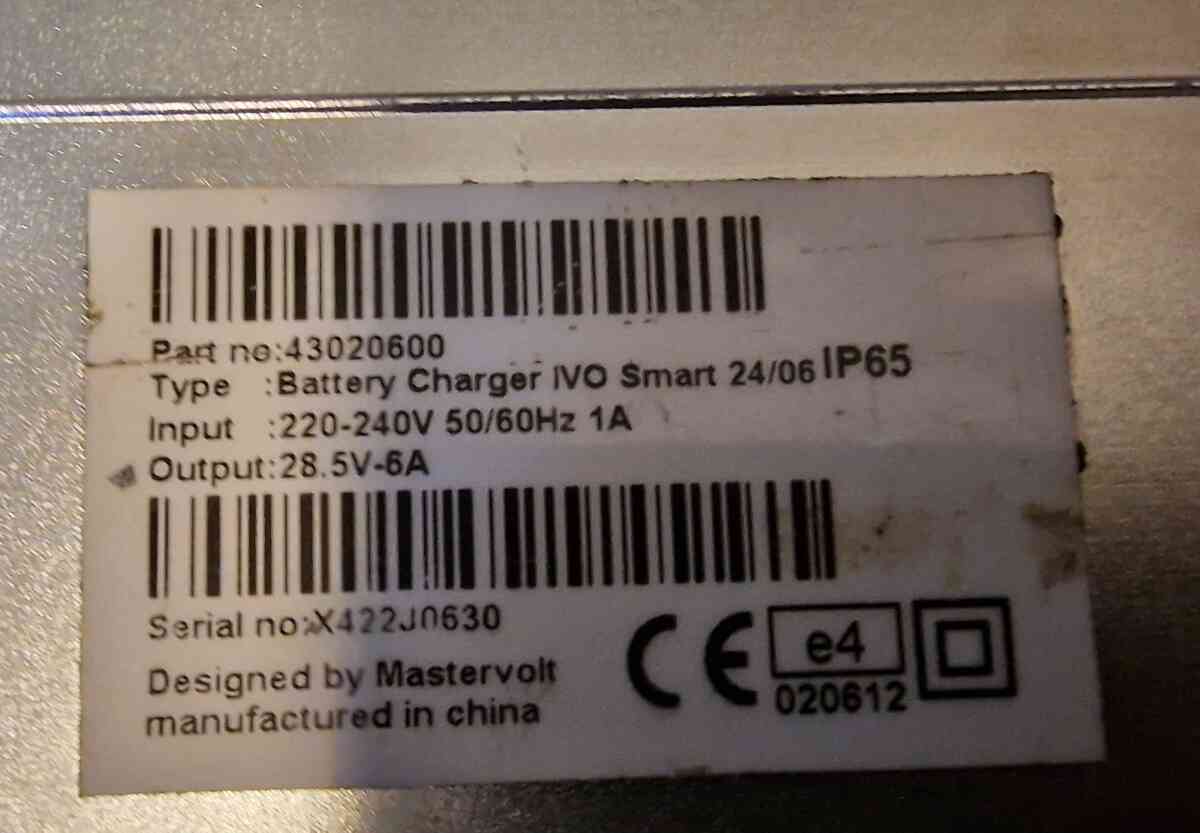 Part no:43020600
Type :Battery Charger IVO Smart 24/06 IP65
Input :220-240V 50/60Hz 1A
Output:28.5V-6A
Serial no:X422J0630
Designed by Mastervolt
manufactured in china
CE
e4
020612